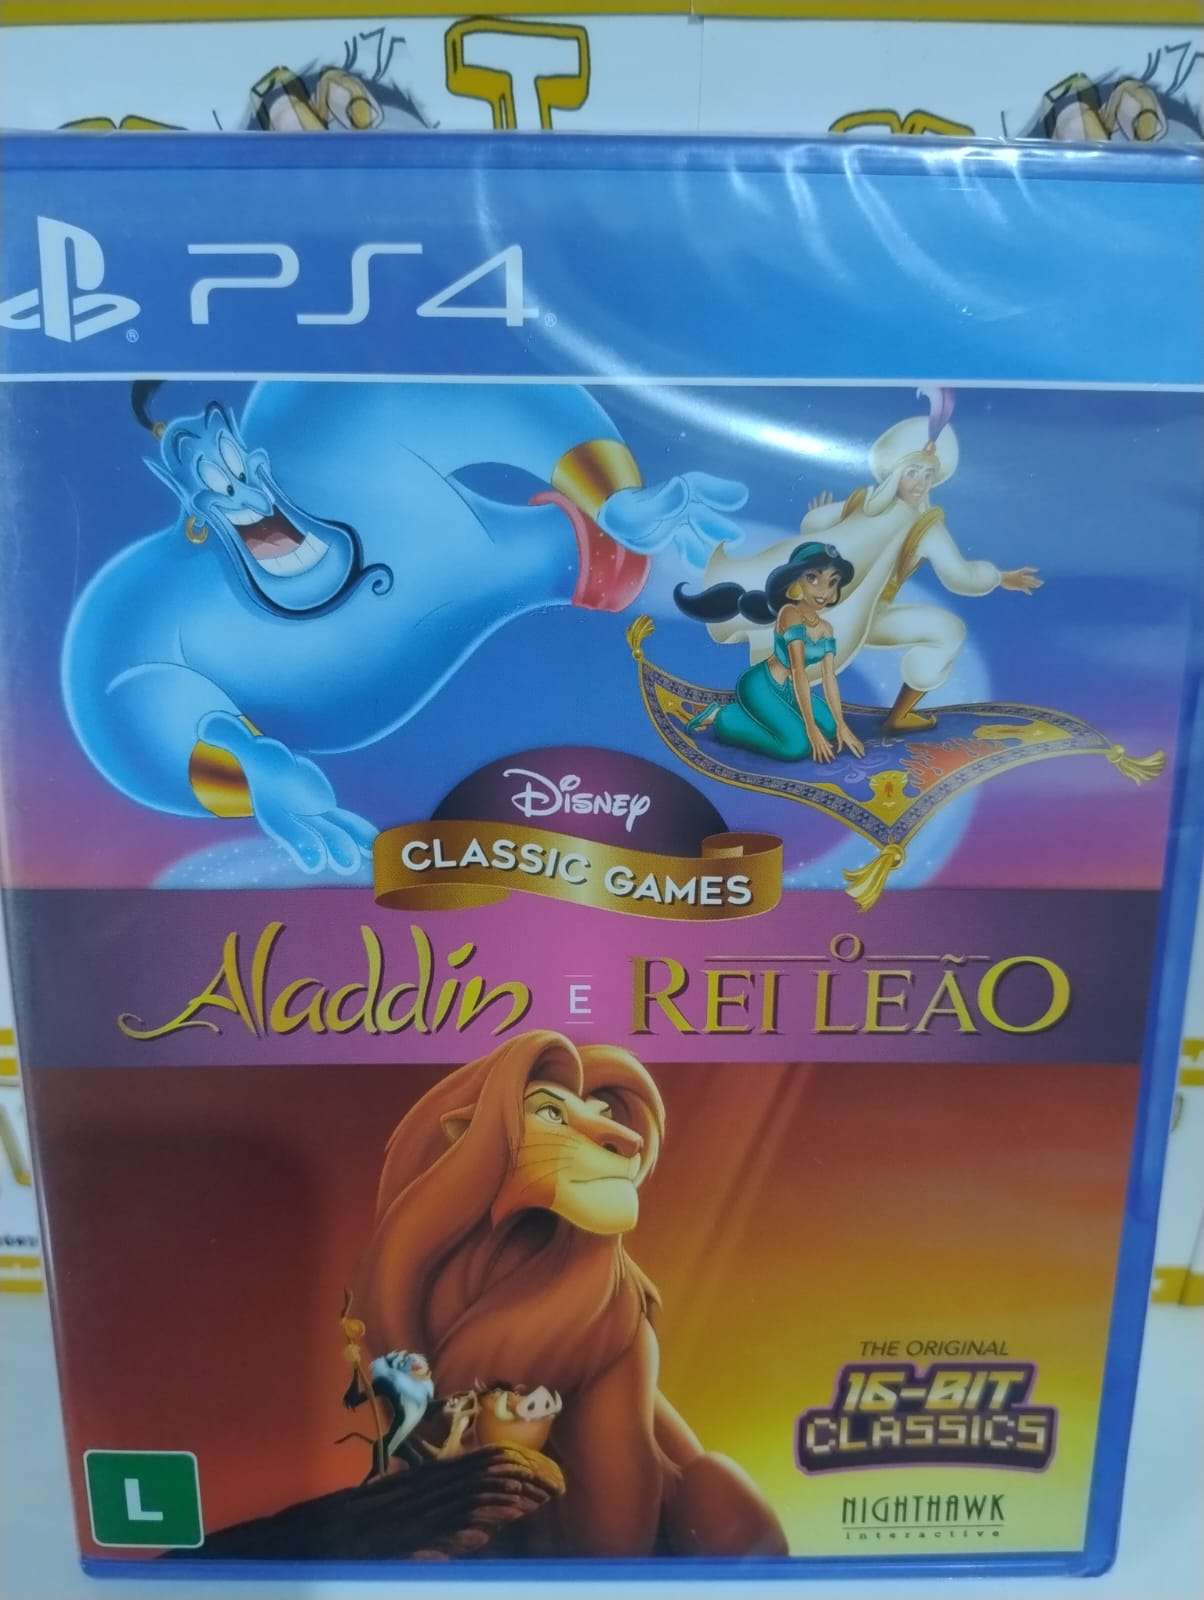 PS4
Disney
CLASSIC GAMES
Aladdin E O REI LEÃO
THE ORIGINAL
16-BIT
CLASSICS
L
NIGHTHAWK
interactive